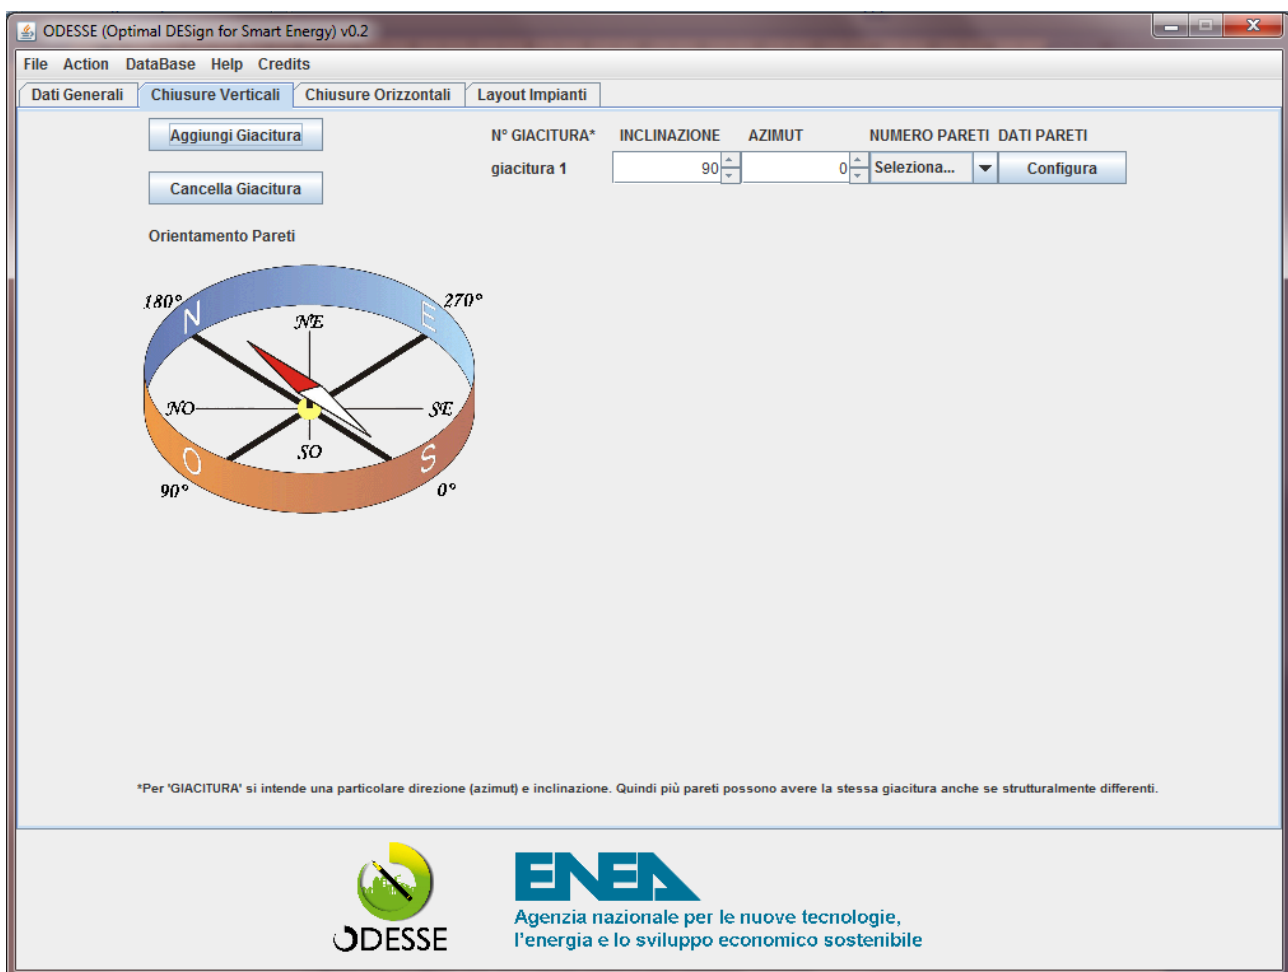 ODESSE (Optimal DESign for Smart Energy) v0.2
File Action DataBase Help Credits
Dati Generali Chiusure Verticali Chiusure Orizzontali Layout Impianti
Aggiungi Giacitura N° GIACITURA* INCLINAZIONE AZIMUT NUMERO PARETI DATI PARETI
giacitura 1 90 0 Seleziona... Configura
Cancella Giacitura
Orientamento Pareti
180° N NE E 270°
NO SE
O SO S
90° 0°
*Per 'GIACITURA' si intende una particolare direzione (azimut) e inclinazione. Quindi più pareti possono avere la stessa giacitura anche se strutturalmente differenti.
ODESSE
ENEA
Agenzia nazionale per le nuove tecnologie,
l'energia e lo sviluppo economico sostenibile